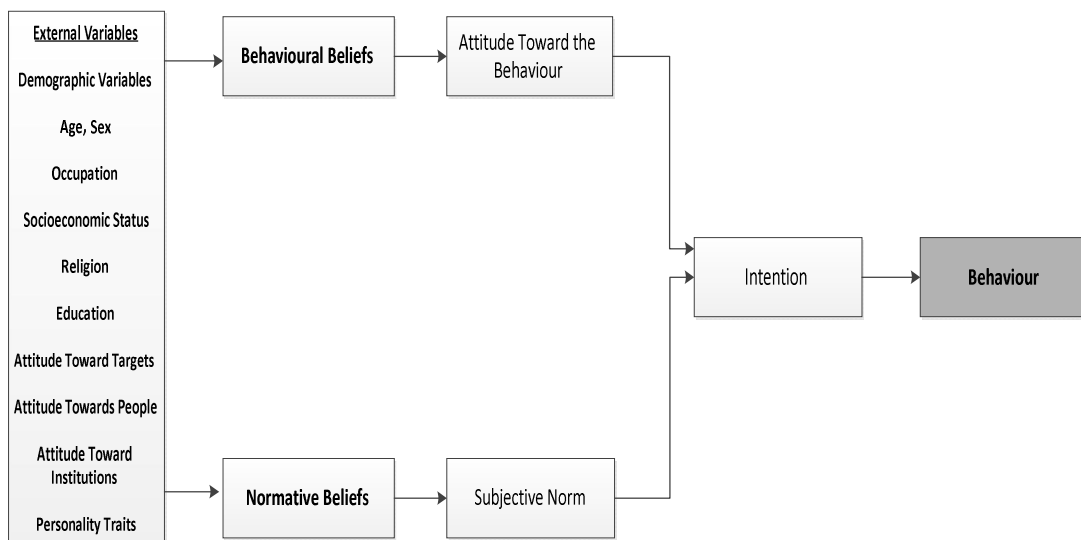 External Variables
Demographic Variables
Age, Sex
Occupation
Socioeconomic Status
Religion
Education
Attitude Toward Targets
Attitude Towards People
Attitude Toward
Institutions
Personality Traits
Behavioural Beliefs
Attitude Toward the
Behaviour
Normative Beliefs
Subjective Norm
Intention
Behaviour